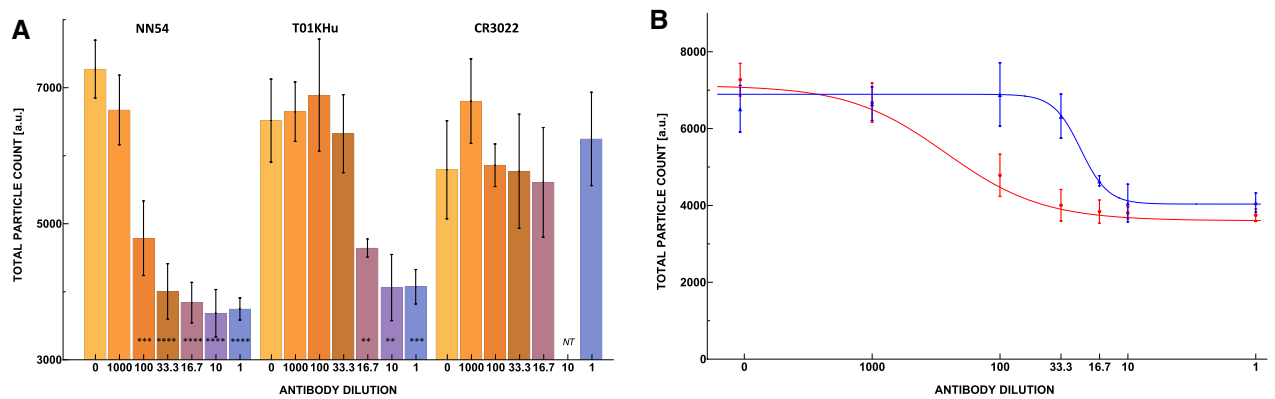 A
NN54 T01KHu CR3022
TOTAL PARTICLE COUNT [a.u.]
7000
5000
3000
*** **** **** **** **** ** ** *** NT
0 1000 100 33.3 16.7 10 1 0 1000 100 33.3 16.7 10 1 0 1000 100 33.3 16.7 10 1
ANTIBODY DILUTION
B
TOTAL PARTICLE COUNT [a.u.]
8000
6000
4000
2000
0
0 1000 100 33.3 16.7 10 1
ANTIBODY DILUTION